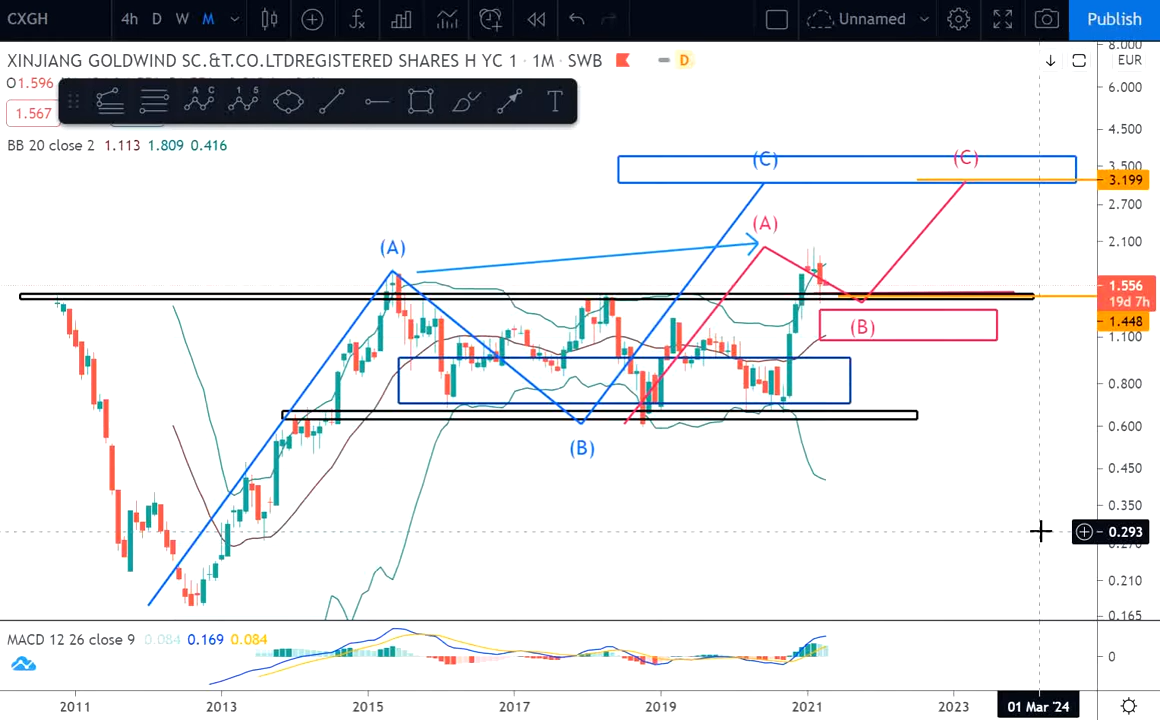 CXGH 4h D W M Unnamed Publish
XINJIANG GOLDWIND SC.&T.CO.LTDREGISTERED SHARES H YC 1 · 1M · SWB D EUR
O1.596
A C 1 5 T
1.567
BB 20 close 2 1.113 1.809 0.416
8.000
6.000
4.500
3.500
3.199
2.700
2.100
1.556
19d 7h
1.448
1.100
0.800
0.600
0.450
0.350
0.293
0.210
0.165
(C) (C)
(A)
(A)
(B)
(B)
MACD 12 26 close 9 0.084 0.169 0.084
0
2011 2013 2015 2017 2019 2021 2023 01 Mar '24